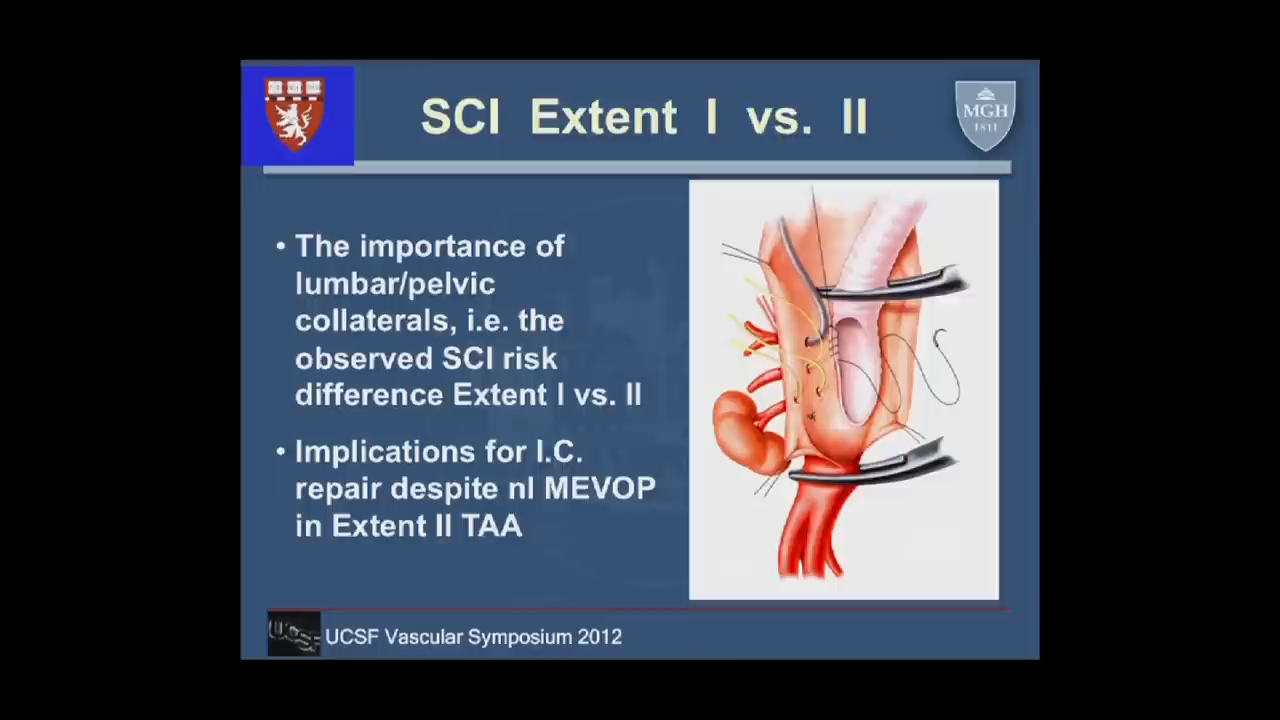 SCI Extent I vs. II
MGH
1811
• The importance of
lumbar/pelvic
collaterals, i.e. the
observed SCI risk
difference Extent I vs. II
• Implications for I.C.
repair despite nl MEVOP
in Extent II TAA
UCSF
UCSF Vascular Symposium 2012